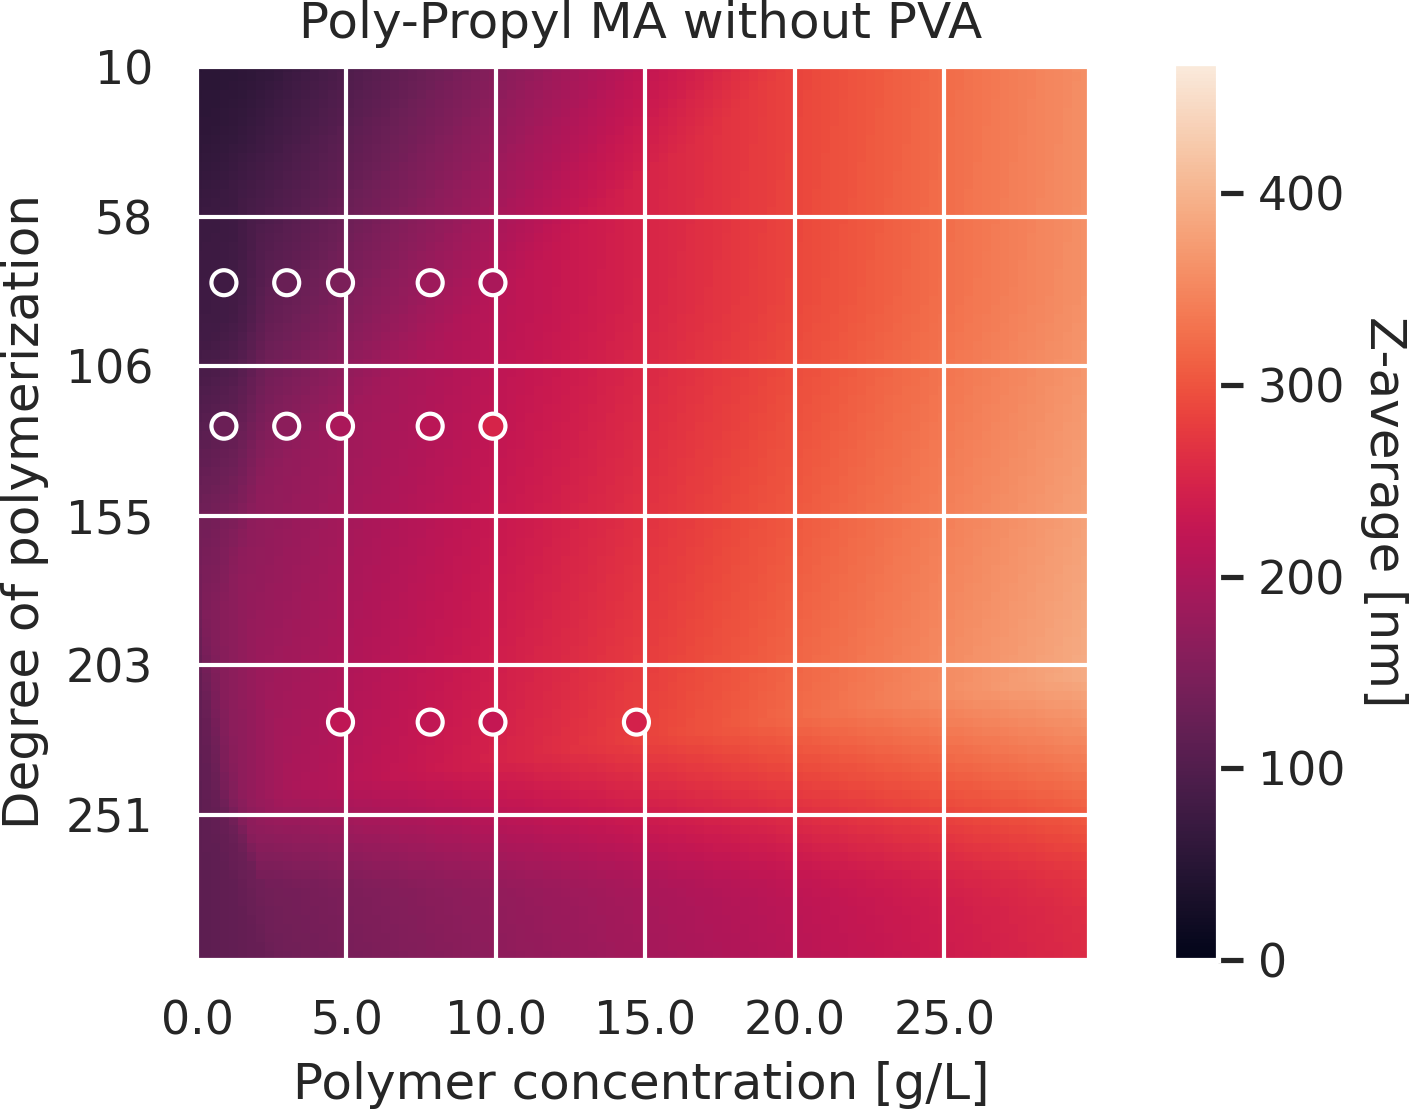 Poly-Propyl MA without PVA
10
58
106
155
203
251
Degree of polymerization
0.0 5.0 10.0 15.0 20.0 25.0
Polymer concentration [g/L]
400
300
200
100
0
Z-average [nm]